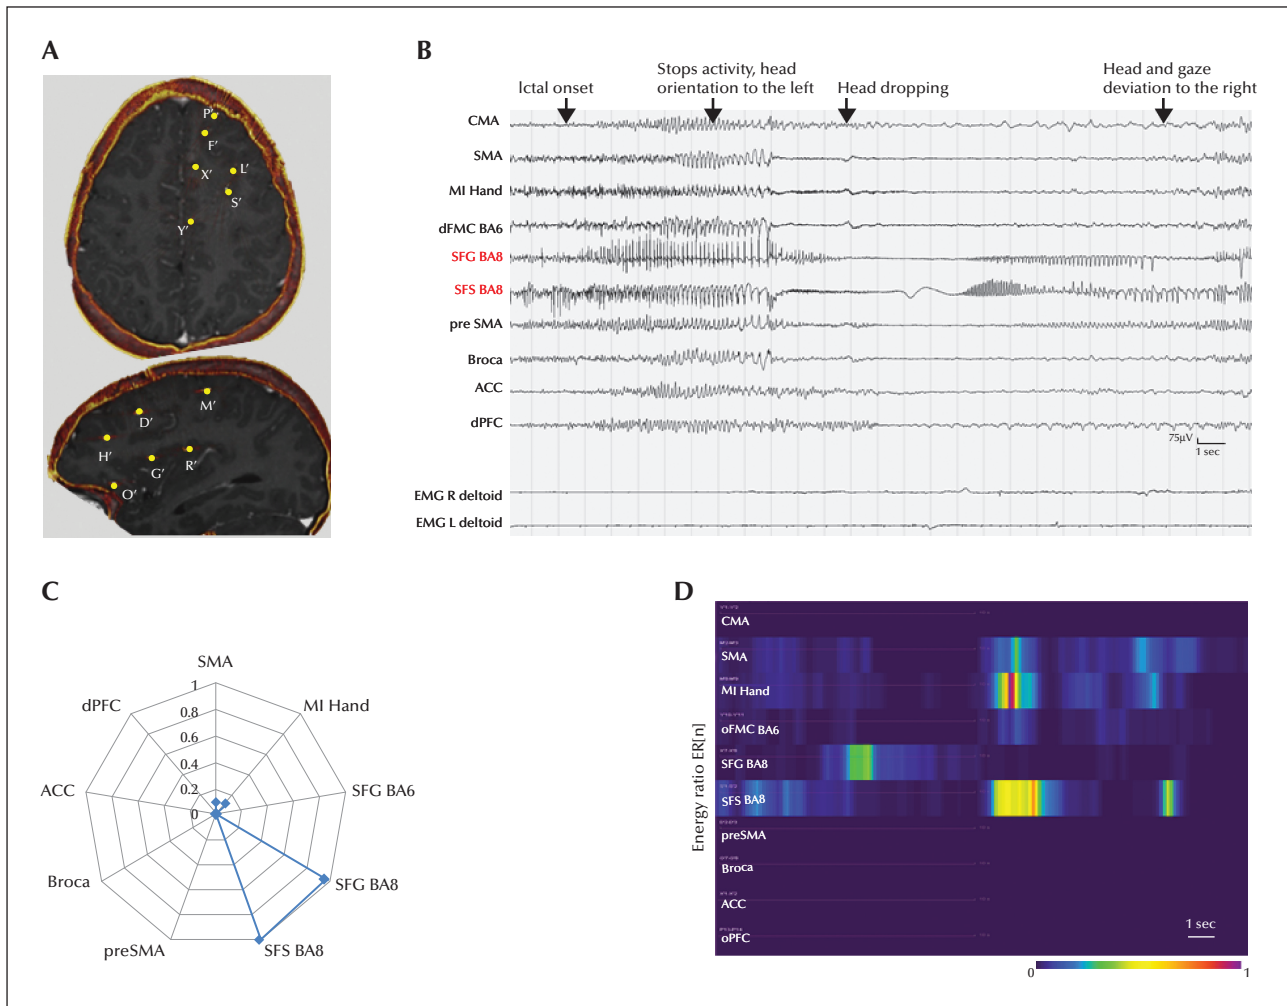 A
P′
F′
X′
L′
S′
Y′
M′
D′
H′
R′
G′
O′
B
Ictal onset
Stops activity, head
orientation to the left
Head dropping
Head and gaze
deviation to the right
CMA
SMA
MI Hand
dFMC BA6
SFG BA8
SFS BA8
pre SMA
Broca
ACC
dPFC
75µV
1 sec
EMG R deltoid
EMG L deltoid
C
SMA
MI Hand
SFG BA6
SFG BA8
SFS BA8
preSMA
Broca
ACC
dPFC
1
0.8
0.6
0.4
0.2
0
D
Energy ratio ER[n]
CMA
SMA
MI Hand
oFMC BA6
SFG BA8
SFS BA8
preSMA
Broca
ACC
oPFC
1 sec
0
1